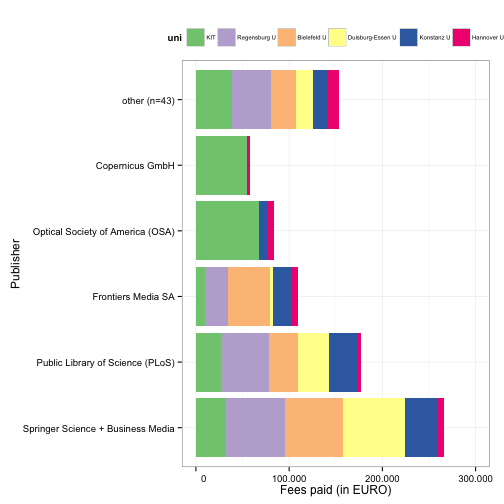 uni KIT Regensburg U Bielefeld U Duisburg-Essen U Konstanz U Hannover U
other (n=43)
Copernicus GmbH
Optical Society of America (OSA)
Frontiers Media SA
Public Library of Science (PLoS)
Springer Science + Business Media
Publisher
0 100.000 200.000 300.000
Fees paid (in EURO)